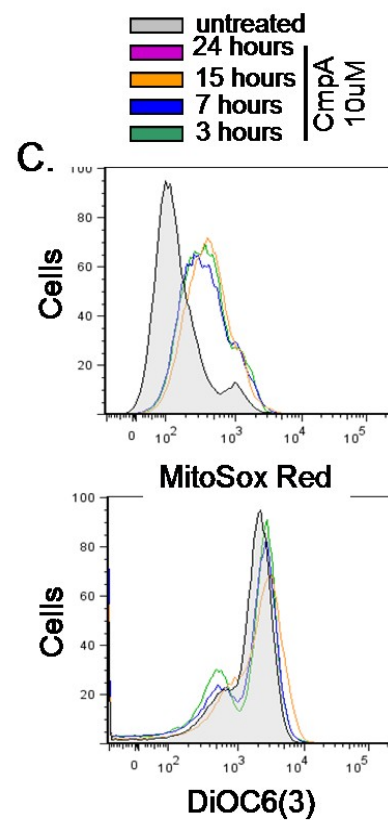 untreated
24 hours
15 hours
7 hours
3 hours
CmpA
10uM
C.
100
80
60
40
20
Cells
0 10² 10³ 10⁴ 10⁵
MitoSox Red
100
80
60
40
20
Cells
0 10² 10³ 10⁴ 10⁵
DiOC6(3)